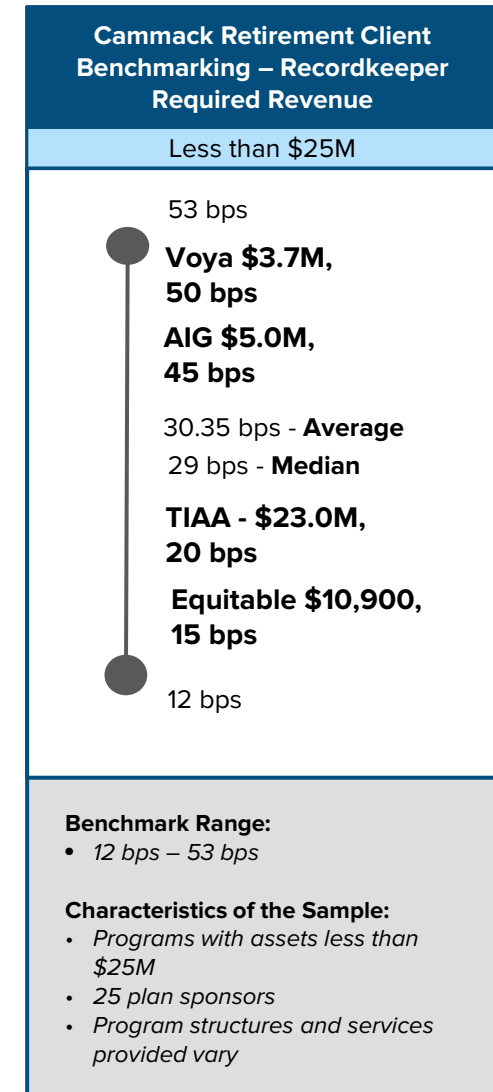 Cammack Retirement Client
Benchmarking – Recordkeeper
Required Revenue
Less than $25M
53 bps
Voya $3.7M,
50 bps
AIG $5.0M,
45 bps
30.35 bps - Average
29 bps - Median
TIAA - $23.0M,
20 bps
Equitable $10,900,
15 bps
12 bps
Benchmark Range:
• 12 bps – 53 bps
Characteristics of the Sample:
• Programs with assets less than
$25M
• 25 plan sponsors
• Program structures and services
provided vary